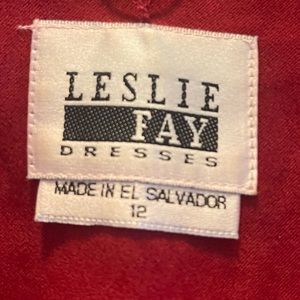 LESLIE
FAY
DRESSES
MADE IN EL SALVADOR
12